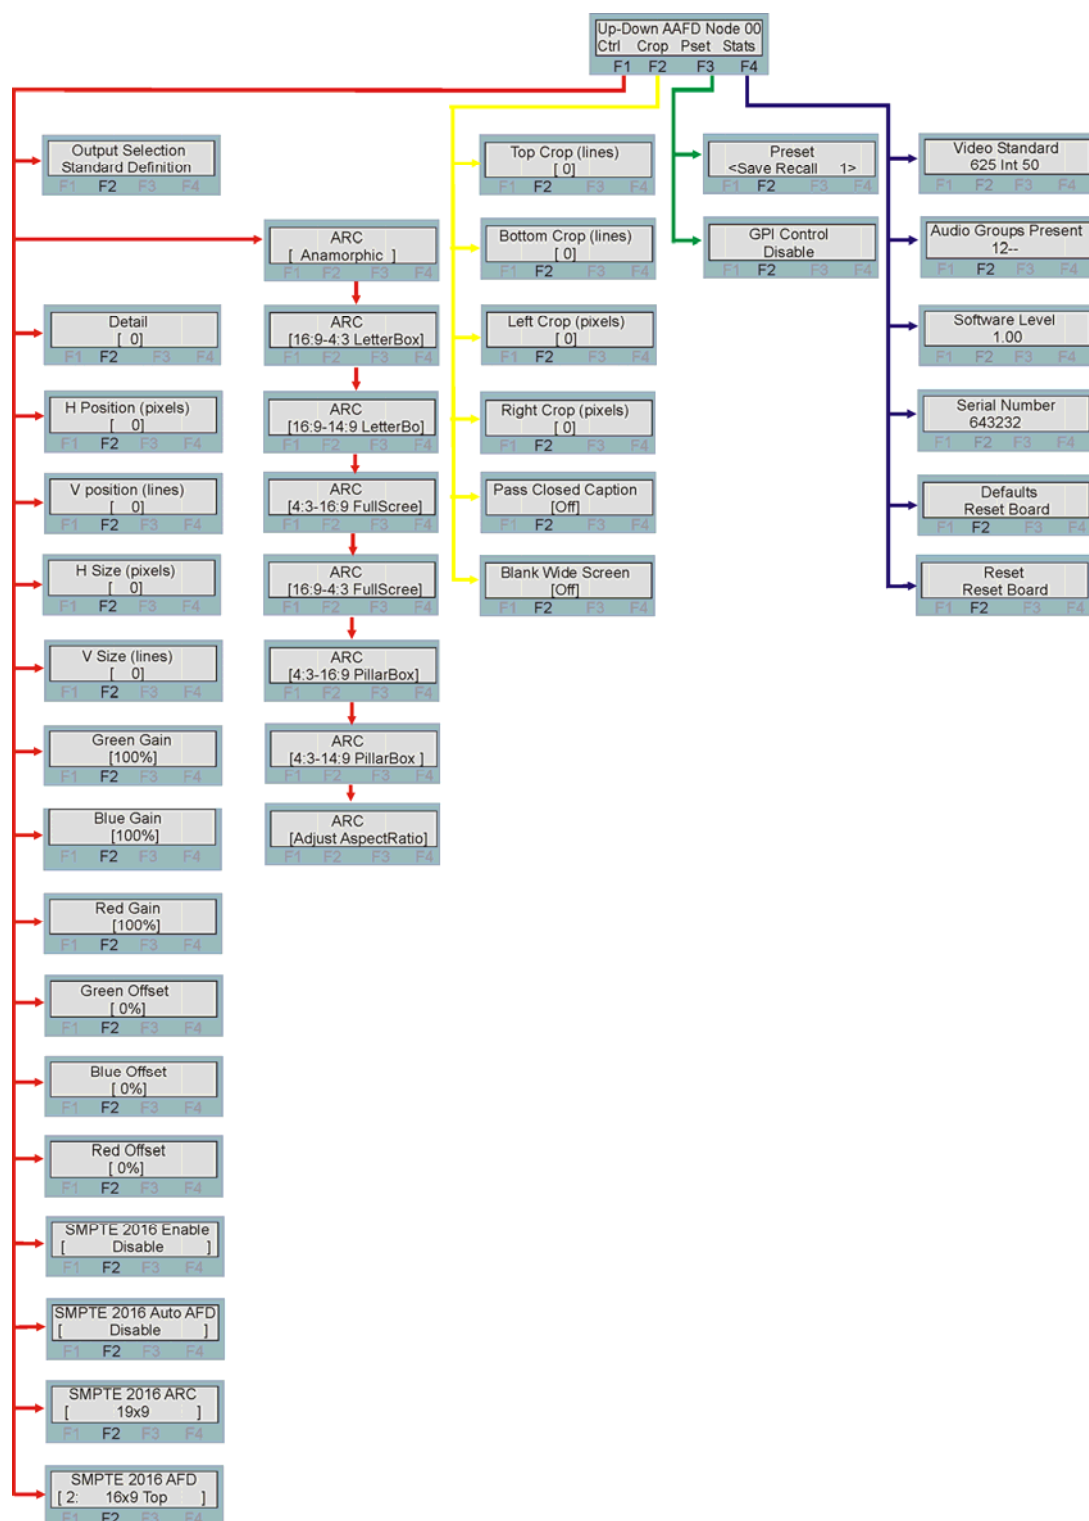 Up-Down AAFD Node 00
Ctrl Crop Pset Stats
F1 F2 F3 F4
Output Selection
Standard Definition
F1 F2 F3 F4
ARC
[ Anamorphic ]
F1 F2 F3 F4
Detail
[ 0]
F1 F2 F3 F4
H Position (pixels)
[ 0]
F1 F2 F3 F4
V position (lines)
[ 0]
F1 F2 F3 F4
H Size (pixels)
[ 0]
F1 F2 F3 F4
V Size (lines)
[ 0]
F1 F2 F3 F4
Green Gain
[100%]
F1 F2 F3 F4
Blue Gain
[100%]
F1 F2 F3 F4
Red Gain
[100%]
F1 F2 F3 F4
Green Offset
[ 0%]
F1 F2 F3 F4
Blue Offset
[ 0%]
F1 F2 F3 F4
Red Offset
[ 0%]
F1 F2 F3 F4
SMPTE 2016 Enable
[ Disable ]
F1 F2 F3 F4
SMPTE 2016 Auto AFD
[ Disable ]
F1 F2 F3 F4
SMPTE 2016 ARC
[ 19x9 ]
F1 F2 F3 F4
SMPTE 2016 AFD
[ 2: 16x9 Top ]
F1 F2 F3 F4
ARC
[16:9-4:3 LetterBox]
F1 F2 F3 F4
ARC
[16:9-14:9 LetterBo]
F1 F2 F3 F4
ARC
[4:3-16:9 FullScree]
F1 F2 F3 F4
ARC
[16:9-4:3 FullScree]
F1 F2 F3 F4
ARC
[4:3-16:9 PillarBox]
F1 F2 F3 F4
ARC
[4:3-14:9 PillarBox ]
F1 F2 F3 F4
ARC
[Adjust AspectRatio]
F1 F2 F3 F4
Top Crop (lines)
[ 0]
F1 F2 F3 F4
Bottom Crop (lines)
[ 0]
F1 F2 F3 F4
Left Crop (pixels)
[ 0]
F1 F2 F3 F4
Right Crop (pixels)
[ 0]
F1 F2 F3 F4
Pass Closed Caption
[Off]
F1 F2 F3 F4
Blank Wide Screen
[Off]
F1 F2 F3 F4
Preset
<Save Recall 1>
F1 F2 F3 F4
GPI Control
Disable
F1 F2 F3 F4
Video Standard
625 Int 50
F1 F2 F3 F4
Audio Groups Present
12--
F1 F2 F3 F4
Software Level
1.00
F1 F2 F3 F4
Serial Number
643232
F1 F2 F3 F4
Defaults
Reset Board
F1 F2 F3 F4
Reset
Reset Board
F1 F2 F3 F4